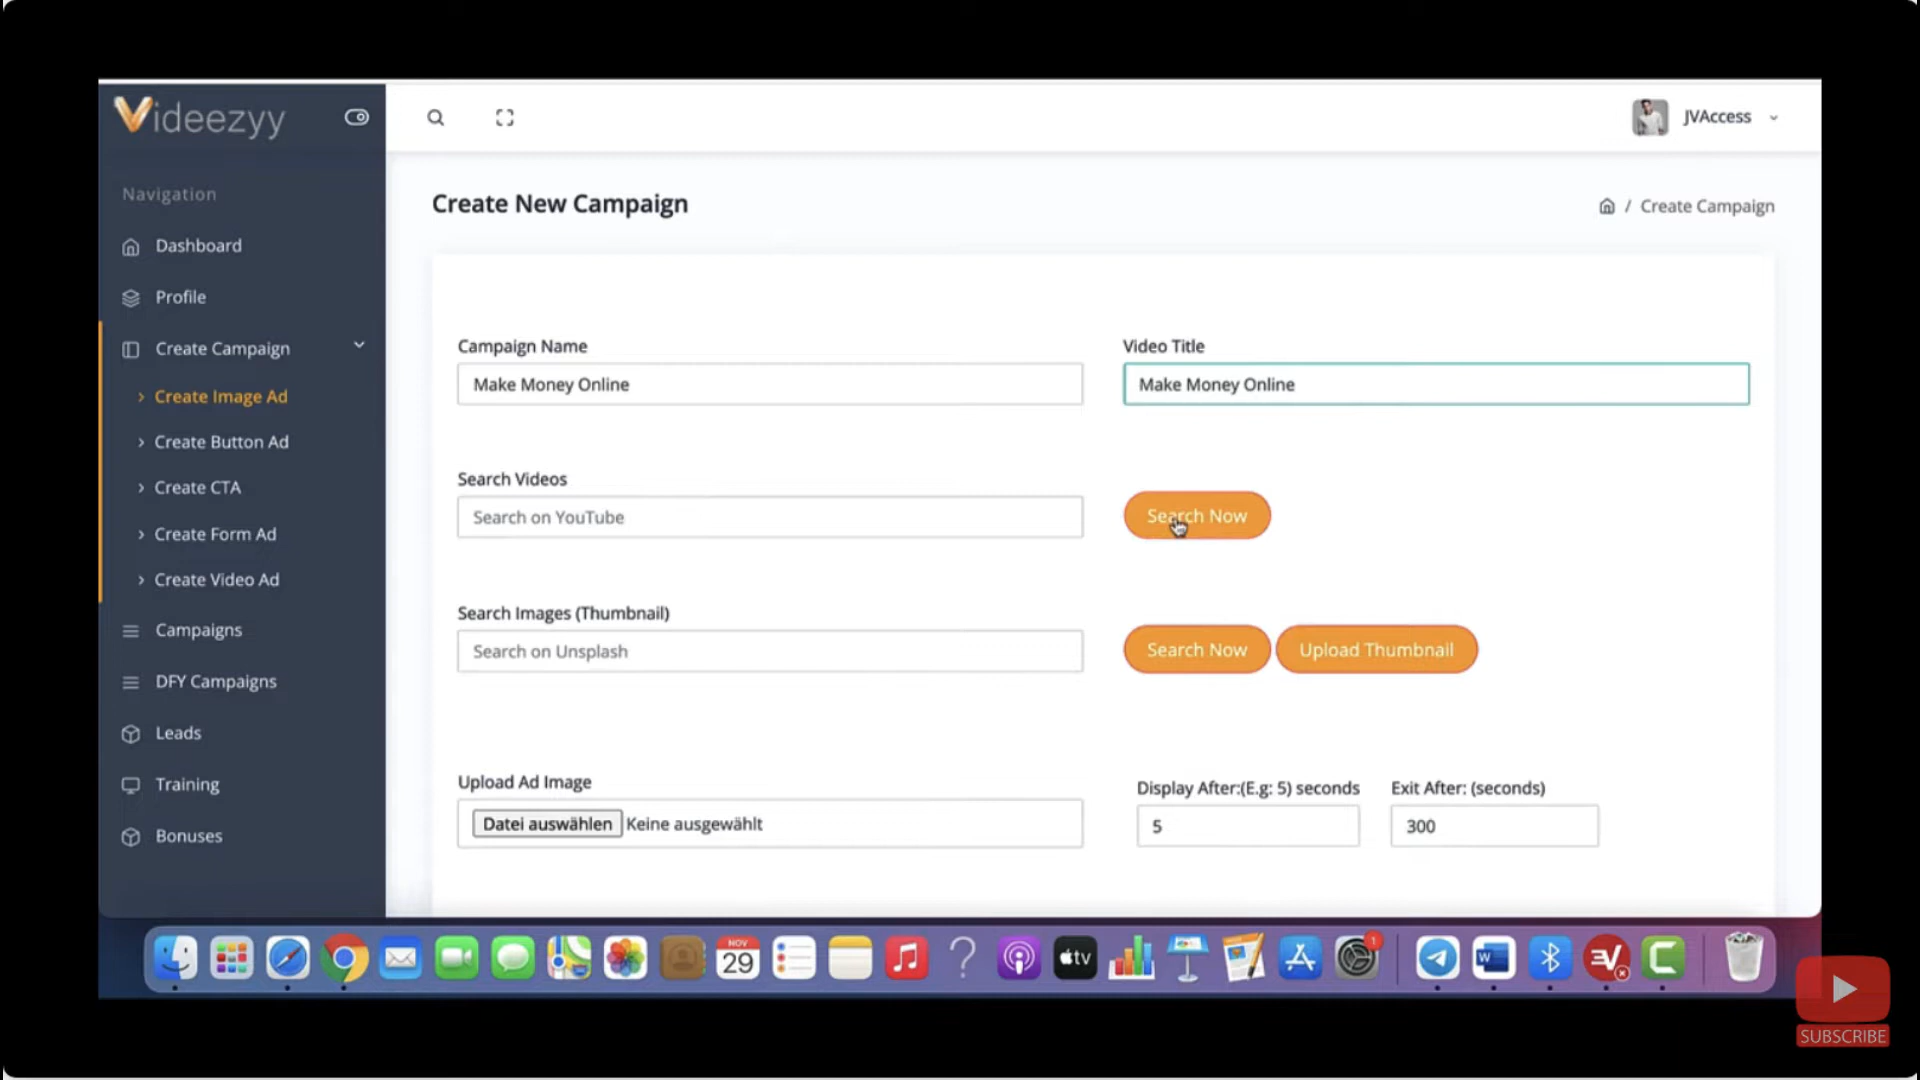 Videezyy
JVAccess
Navigation
Dashboard
Profile
Create Campaign
Create Image Ad
Create Button Ad
Create CTA
Create Form Ad
Create Video Ad
Campaigns
DFY Campaigns
Leads
Training
Bonuses
Create New Campaign
/ Create Campaign
Campaign Name
Video Title
Make Money Online
Make Money Online
Search Videos
Search on YouTube
Search Now
Search Images (Thumbnail)
Search on Unsplash
Search Now
Upload Thumbnail
Upload Ad Image
Display After:(E.g: 5) seconds
Exit After: (seconds)
Datei auswählen Keine ausgewählt
5
300
NOV
29
tv
1
W
SUBSCRIBE